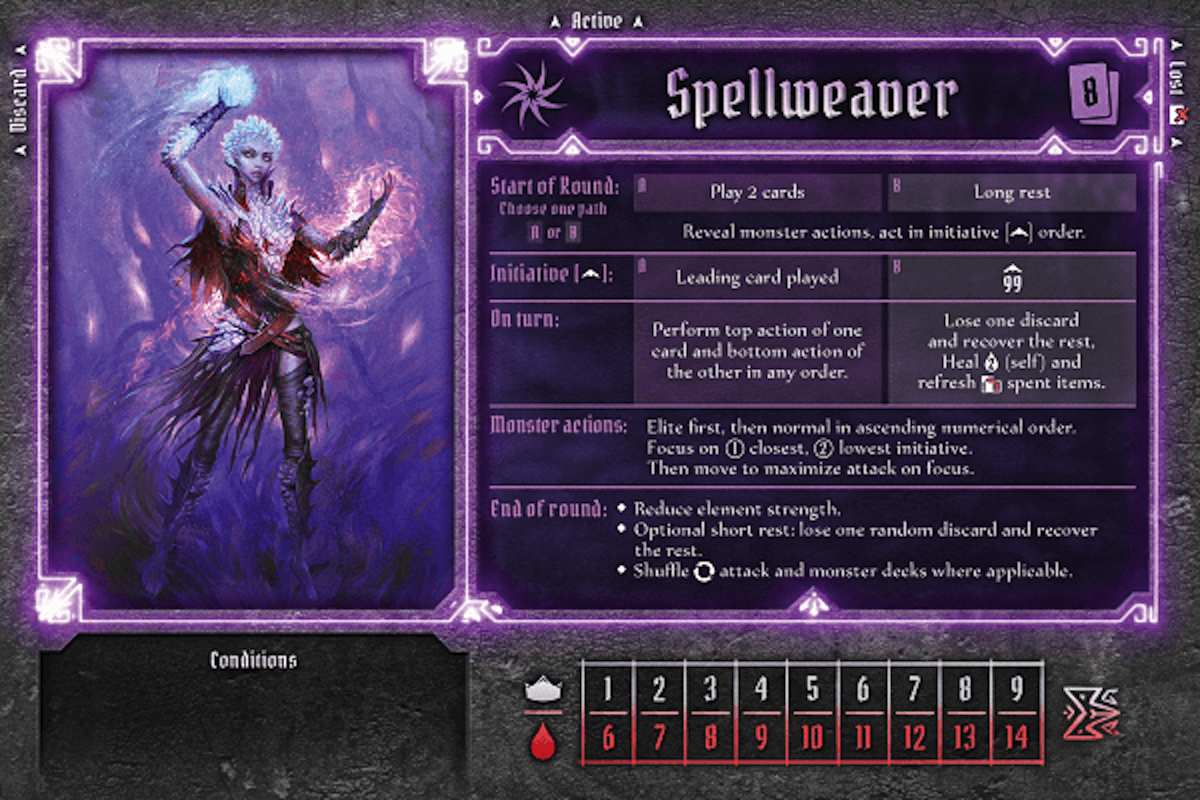 Active
Discard
Lost
Spellweaver
8
Start of Round:
Choose one path
A or B
A Play 2 cards
B Long rest
Reveal monster actions, act in initiative [ ] order.
Initiative [ ]:
A Leading card played
B 99
On turn:
Perform top action of one
card and bottom action of
the other in any order.
Lose one discard
and recover the rest,
Heal 2 (self) and
refresh spent items.
Monster actions:
Elite first, then normal in ascending numerical order.
Focus on ① closest, ② lowest initiative.
Then move to maximize attack on focus.
End of round:
• Reduce element strength.
• Optional short rest: lose one random discard and recover
the rest.
• Shuffle attack and monster decks where applicable.
Conditions
1 2 3 4 5 6 7 8 9
6 7 8 9 10 11 12 13 14